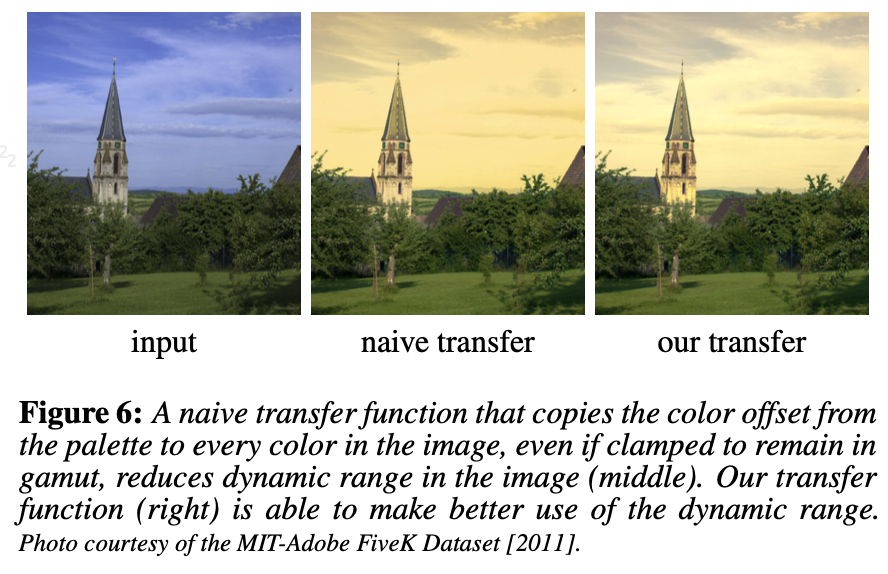 input
naive transfer
our transfer
Figure 6: A naive transfer function that copies the color offset from
the palette to every color in the image, even if clamped to remain in
gamut, reduces dynamic range in the image (middle). Our transfer
function (right) is able to make better use of the dynamic range.
Photo courtesy of the MIT-Adobe FiveK Dataset [2011].